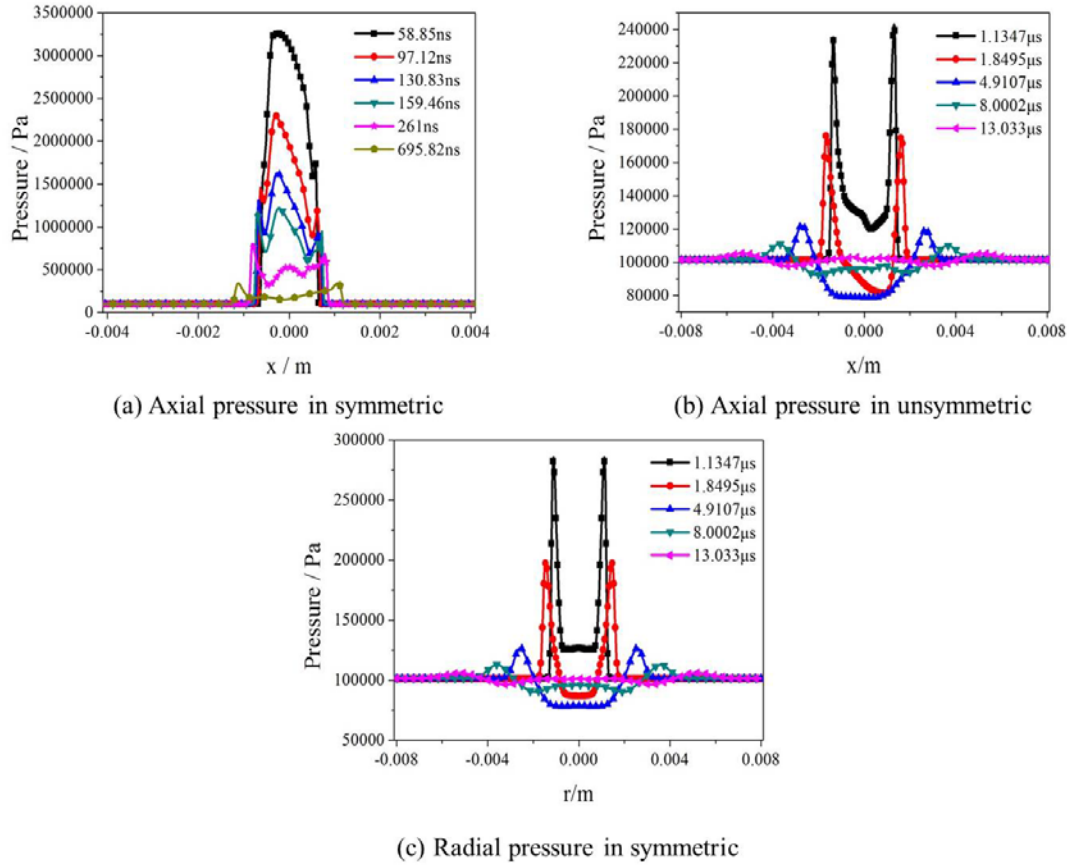 3500000
3000000
2500000
2000000
1500000
1000000
500000
0
Pressure / Pa
58.85ns
97.12ns
130.83ns
159.46ns
261ns
695.82ns
-0.004 -0.002 0.000 0.002 0.004
x / m
(a) Axial pressure in symmetric
240000
220000
200000
180000
160000
140000
120000
100000
80000
Pressure / Pa
1.1347μs
1.8495μs
4.9107μs
8.0002μs
13.033μs
-0.008 -0.004 0.000 0.004 0.008
x/m
(b) Axial pressure in unsymmetric
300000
250000
200000
150000
100000
50000
Pressure / Pa
1.1347μs
1.8495μs
4.9107μs
8.0002μs
13.033μs
-0.008 -0.004 0.000 0.004 0.008
r/m
(c) Radial pressure in symmetric